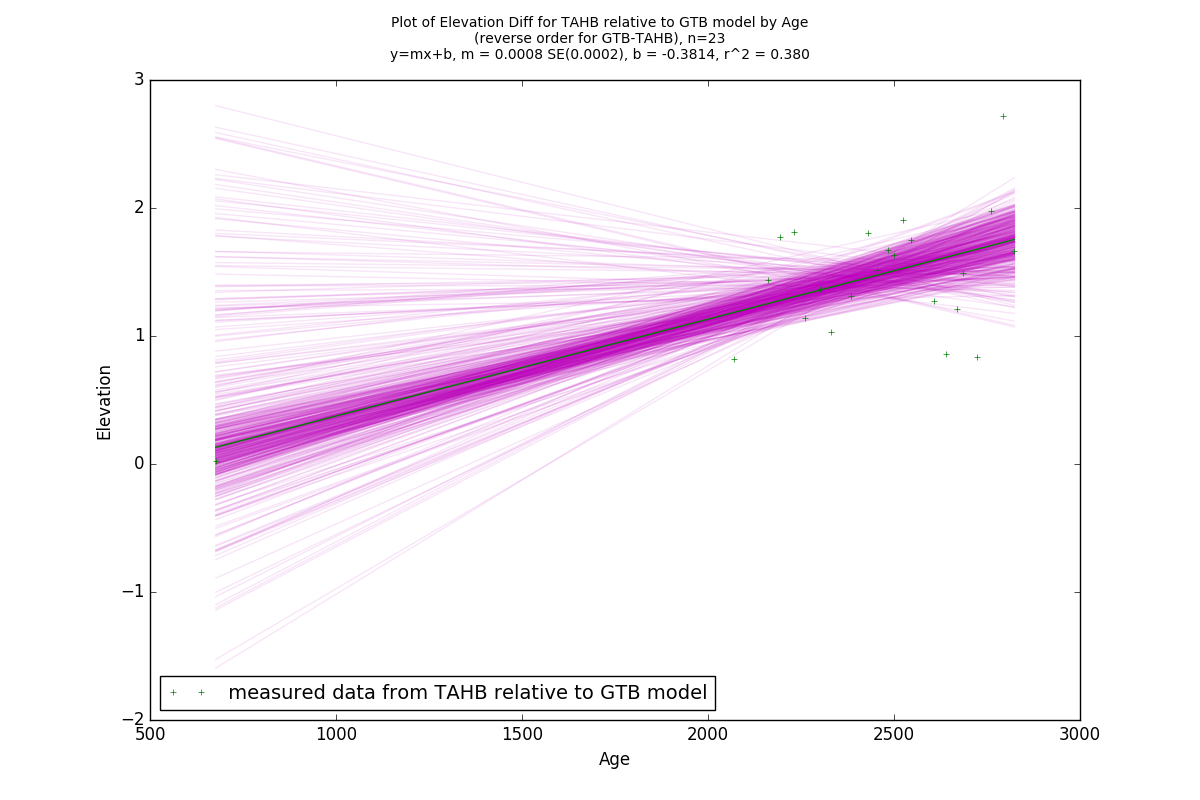 Plot of Elevation Diff for TAHB relative to GTB model by Age
(reverse order for GTB-TAHB), n=23
y=mx+b, m = 0.0008 SE(0.0002), b = -0.3814, r^2 = 0.380
3
2
1
0
−1
−2
Elevation
measured data from TAHB relative to GTB model
500 1000 1500 2000 2500 3000
Age